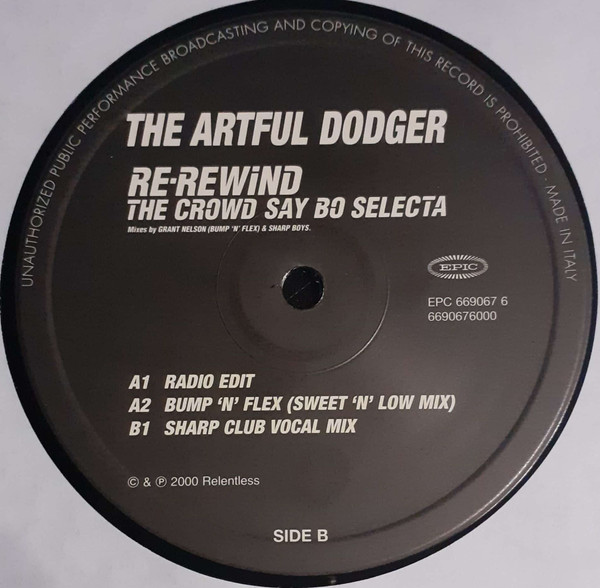 UNAUTHORIZED PUBLIC PERFORMANCE BROADCASTING AND COPYING OF THIS RECORD IS PROHIBITED - MADE IN ITALY
THE ARTFUL DODGER
RE-REWiND
THE CROWD SAY BO SELECTA
Mixes by GRANT NELSON (BUMP 'N' FLEX) & SHARP BOYS.
EPIC
EPC 669067 6
6690676000
A1 RADIO EDIT
A2 BUMP 'N' FLEX (SWEET 'N' LOW MIX)
B1 SHARP CLUB VOCAL MIX
© & ℗ 2000 Relentless
SIDE B